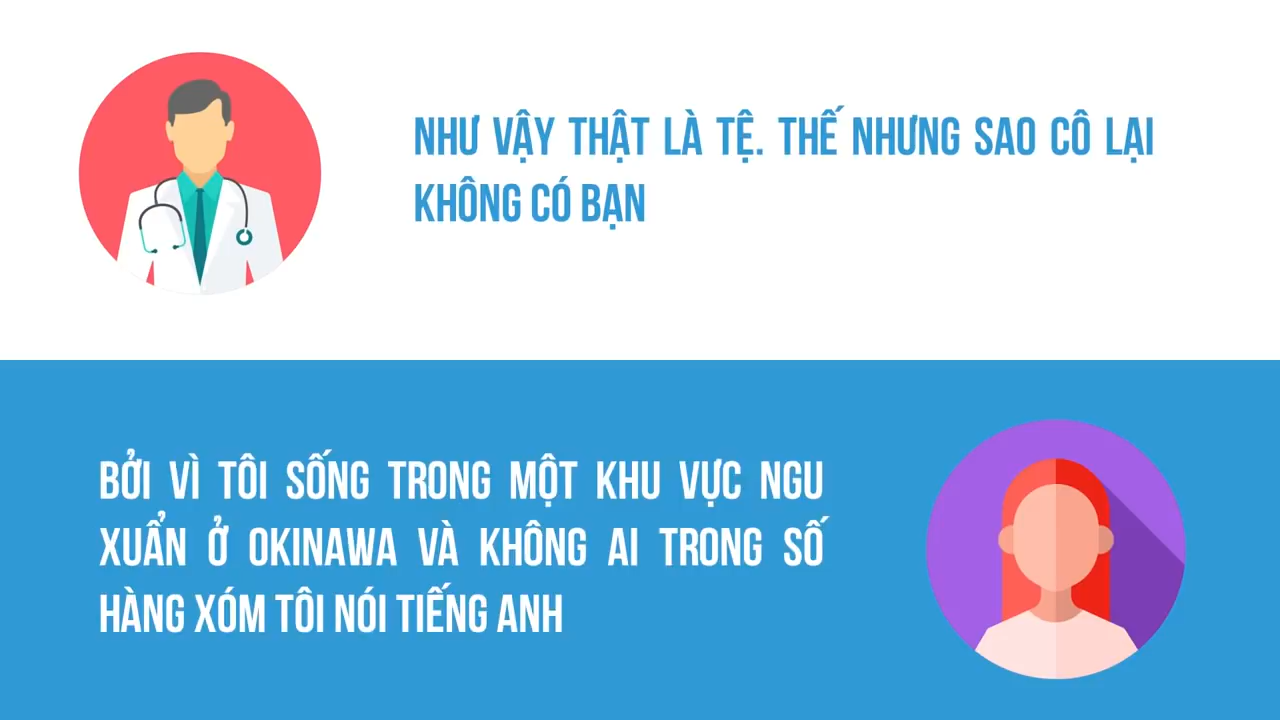 NHƯ VẬY THẬT LÀ TỆ. THẾ NHƯNG SAO CÔ LẠI
KHÔNG CÓ BẠN
BỞI VÌ TÔI SỐNG TRONG MỘT KHU VỰC NGU
XUẨN Ở OKINAWA VÀ KHÔNG AI TRONG SỐ
HÀNG XÓM TÔI NÓI TIẾNG ANH